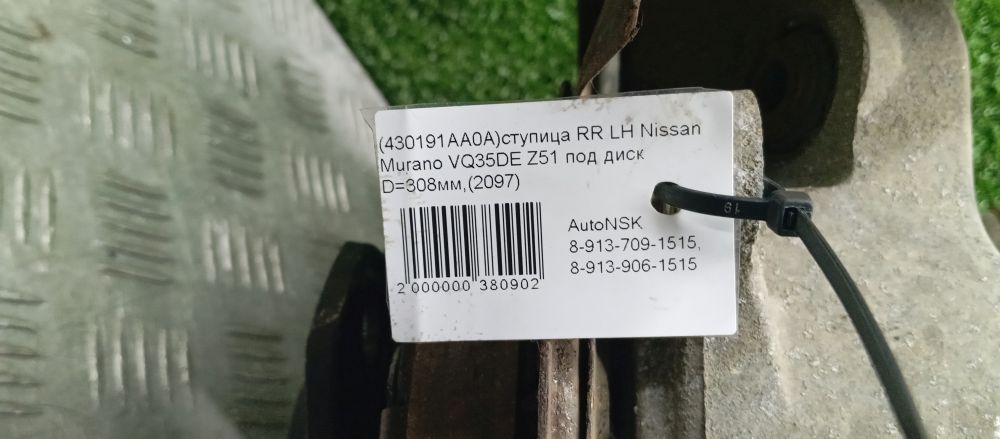 (430191AA0A)ступица RR LH Nissan
Murano VQ35DE Z51 под диск
D=308мм,(2097)
AutoNSK
8-913-709-1515,
8-913-906-1515
2 000000 380902
18